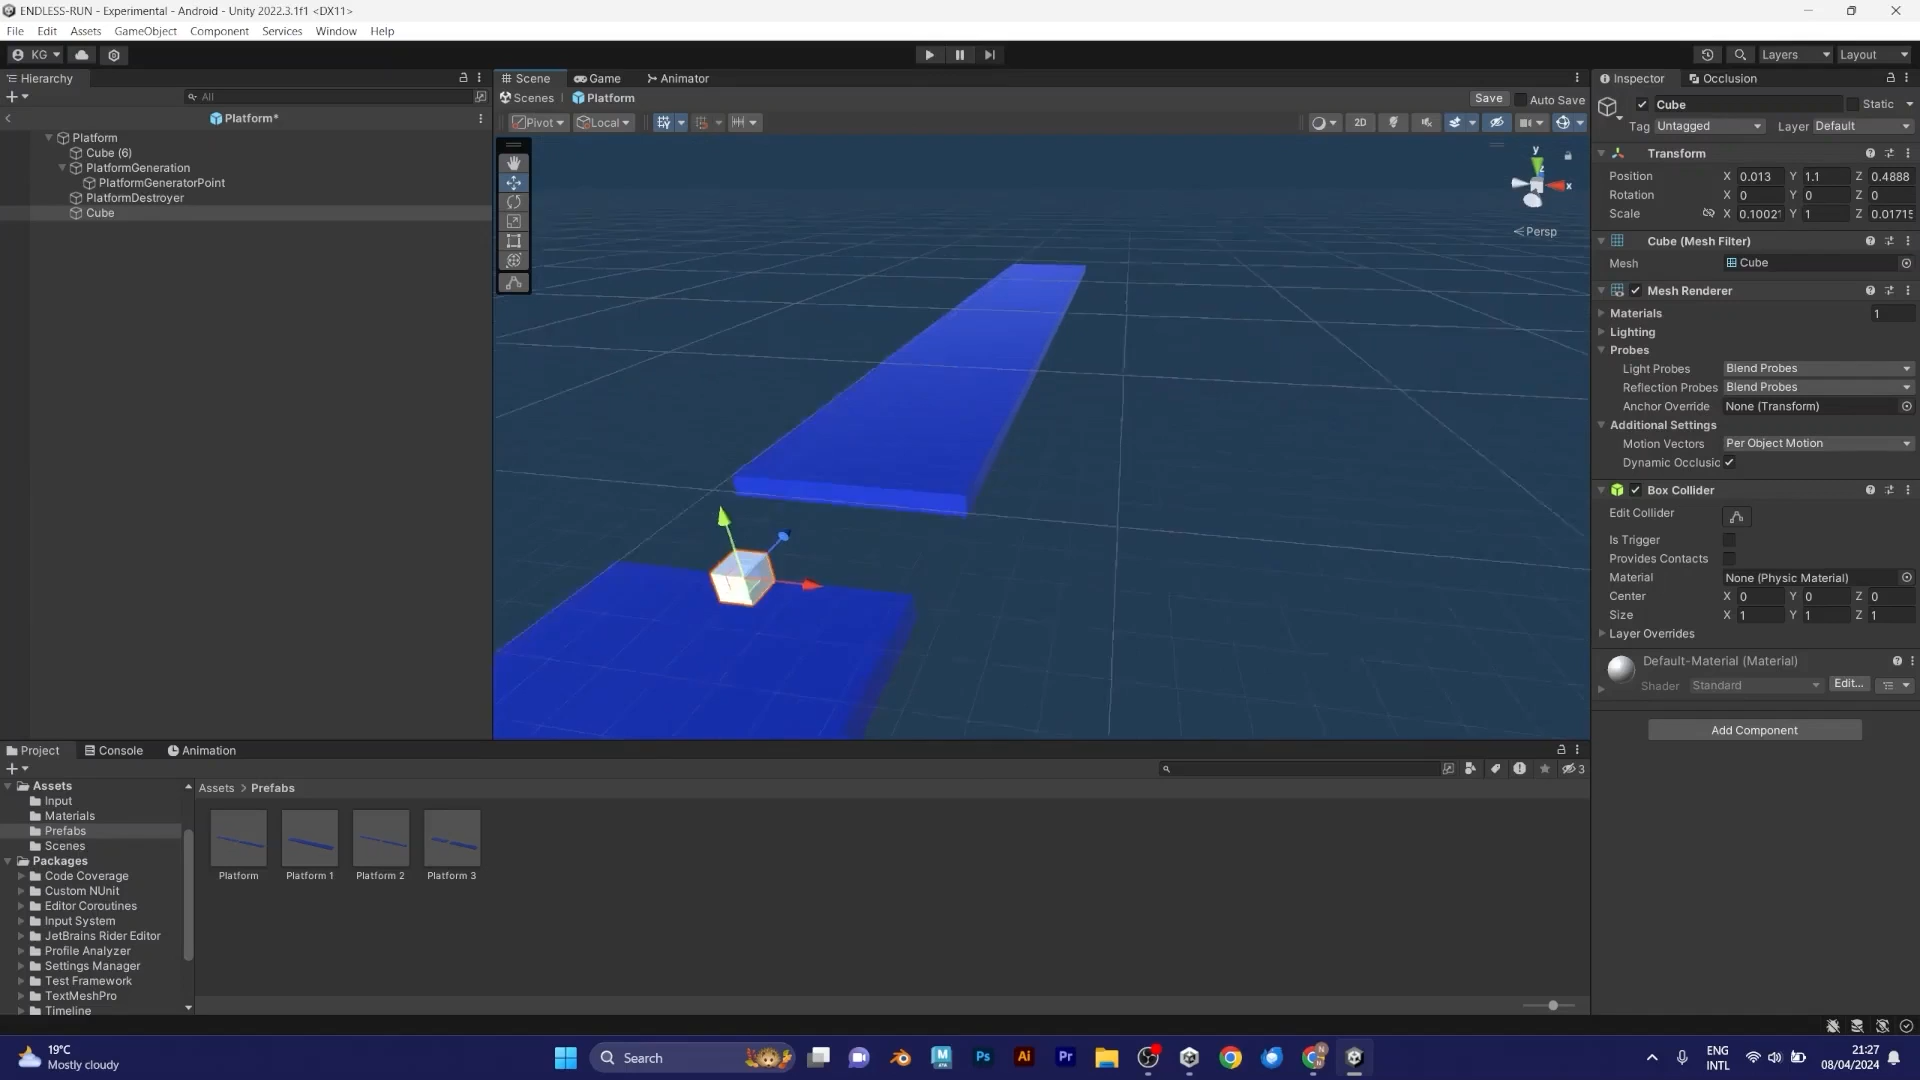 ENDLESS-RUN - Experimental - Android - Unity 2022.3.1f1 <DX11>
File Edit Assets GameObject Component Services Window Help
KG Layers Layout
Hierarchy
All
Platform*
Platform
Cube (6)
PlatformGeneration
PlatformGeneratorPoint
PlatformDestroyer
Cube
Scene Game Animator
Scenes Platform Save Auto Save
Pivot Local 2D
y
z
x
Persp
Inspector Occlusion
Cube Static
Tag Untagged Layer Default
Transform
Position X 0.013 Y 1.1 Z 0.4888
Rotation X 0 Y 0 Z 0
Scale X 0.10021 Y 1 Z 0.01715
Cube (Mesh Filter)
Mesh Cube
Mesh Renderer
Materials 1
Lighting
Probes
Light Probes Blend Probes
Reflection Probes Blend Probes
Anchor Override None (Transform)
Additional Settings
Motion Vectors Per Object Motion
Dynamic Occlusic
Box Collider
Edit Collider
Is Trigger
Provides Contacts
Material None (Physic Material)
Center X 0 Y 0 Z 0
Size X 1 Y 1 Z 1
Layer Overrides
Default-Material (Material)
Shader Standard Edit...
Add Component
Project Console Animation
3
Assets
Input
Materials
Prefabs
Scenes
Packages
Code Coverage
Custom NUnit
Editor Coroutines
Input System
JetBrains Rider Editor
Profile Analyzer
Settings Manager
Test Framework
TextMeshPro
Timeline
Assets > Prefabs
Platform Platform 1 Platform 2 Platform 3
19°C
Mostly cloudy
Search
Ps Ai Pr
ENG
INTL
21:27
08/04/2024